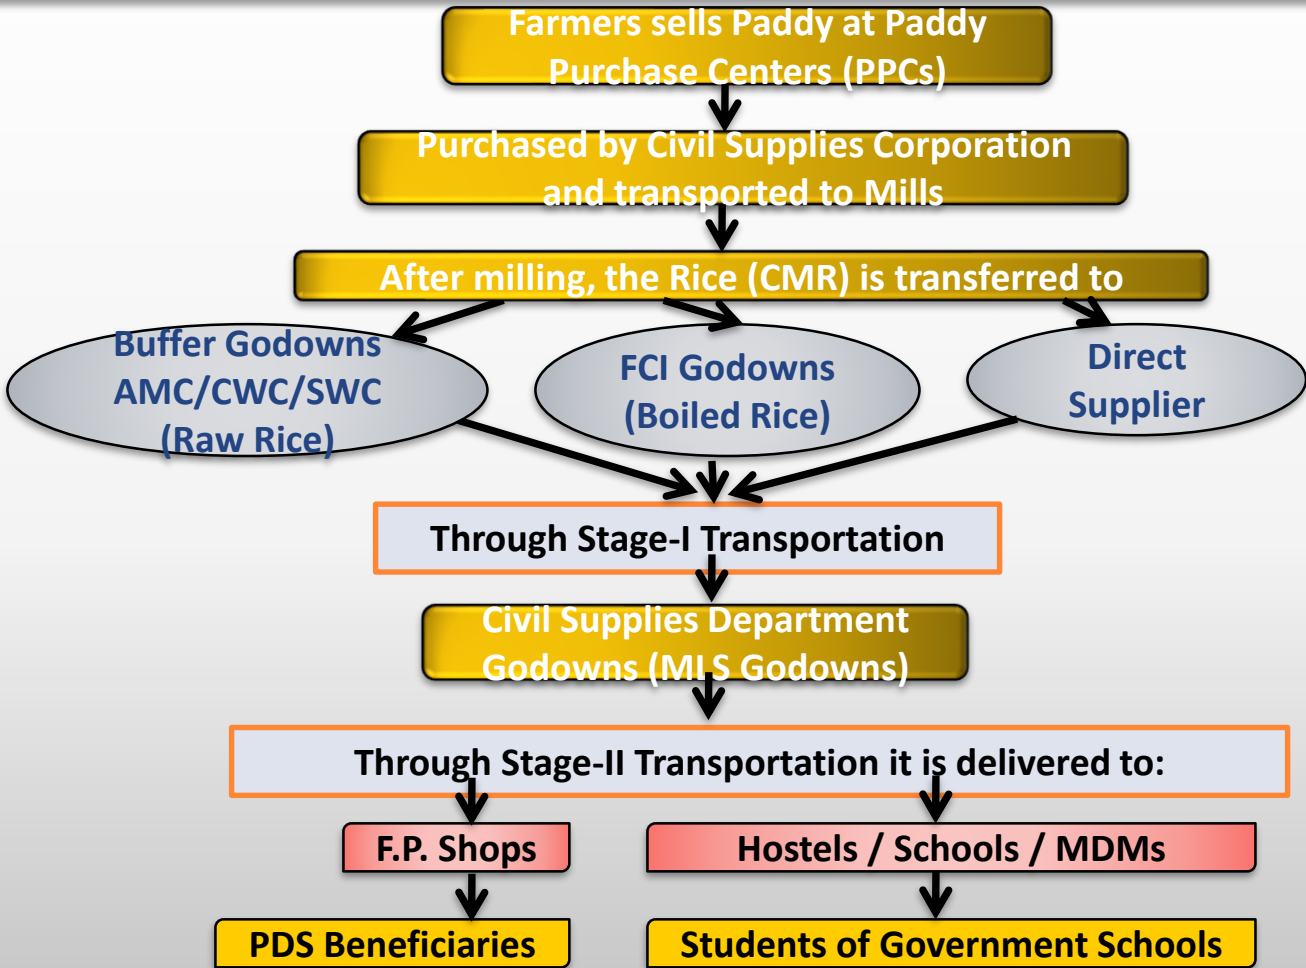 Farmers sells Paddy at Paddy
Purchase Centers (PPCs)
Purchased by Civil Supplies Corporation
and transported to Mills
After milling, the Rice (CMR) is transferred to
Buffer Godowns
AMC/CWC/SWC
(Raw Rice)
FCI Godowns
(Boiled Rice)
Direct
Supplier
Through Stage-I Transportation
Civil Supplies Department
Godowns (MLS Godowns)
Through Stage-II Transportation it is delivered to:
F.P. Shops
Hostels / Schools / MDMs
PDS Beneficiaries
Students of Government Schools